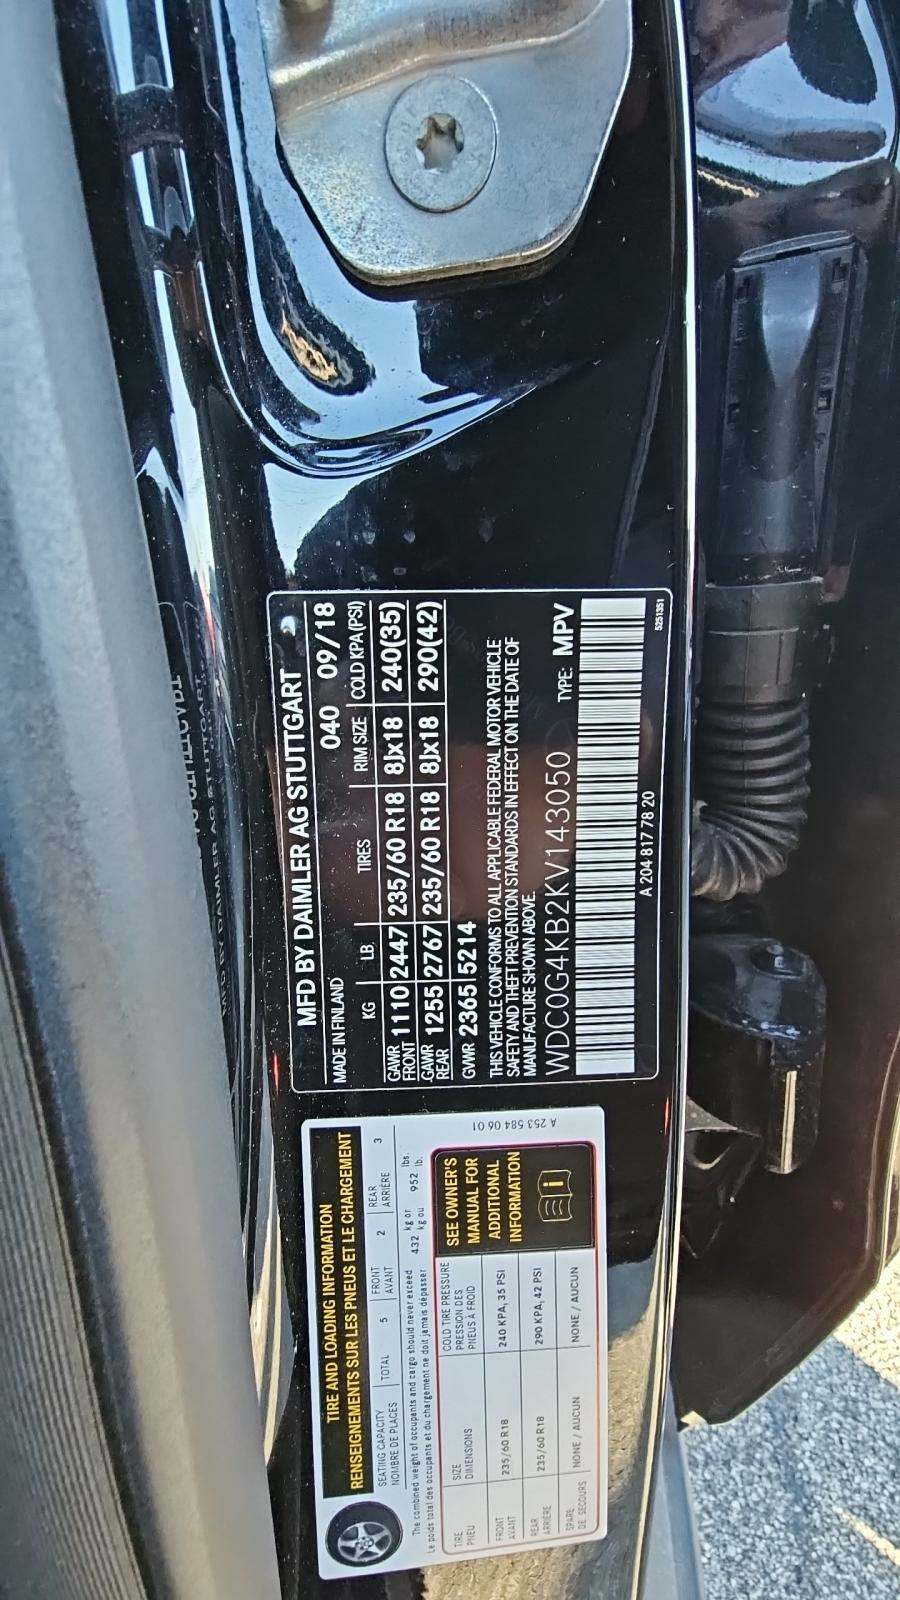 MFD BY DAIMLER AG STUTTGART
MADE IN FINLAND 040 09/18
KG LB TIRES RIM SIZE COLD KPA (PSI)
GAWR FRONT 1110 2447 235/60 R18 8Jx18 240(35)
GAWR REAR 1255 2767 235/60 R18 8Jx18 290(42)
GVWR 2365 5214
THIS VEHICLE CONFORMS TO ALL APPLICABLE FEDERAL MOTOR VEHICLE
SAFETY AND THEFT PREVENTION STANDARDS IN EFFECT ON THE DATE OF
MANUFACTURE SHOWN ABOVE.
WDC0G4KB2KV143050 TYPE: MPV
A 204 817 78 20
5251351
TIRE AND LOADING INFORMATION
RENSEIGNEMENTS SUR LES PNEUS ET LE CHARGEMENT
SEATING CAPACITY TOTAL 5 FRONT 2 REAR 3
NOMBRE DE PLACES AVANT ARRIÈRE
The combined weight of occupants and cargo should never exceed 432 kg or 952 lbs.
Le poids total des occupants et du chargement ne doit jamais dépasser kg ou lb.
TIRE SIZE COLD TIRE PRESSURE
PNEU DIMENSIONS PRESSION DES PNEUS À FROID
FRONT AVANT 235/60 R18 240 KPA, 35 PSI
REAR ARRIÈRE 235/60 R18 290 KPA, 42 PSI
SPARE DE SECOURS NONE / AUCUN NONE / AUCUN
SEE OWNER'S
MANUAL FOR
ADDITIONAL
INFORMATION
A 253 584 06 01